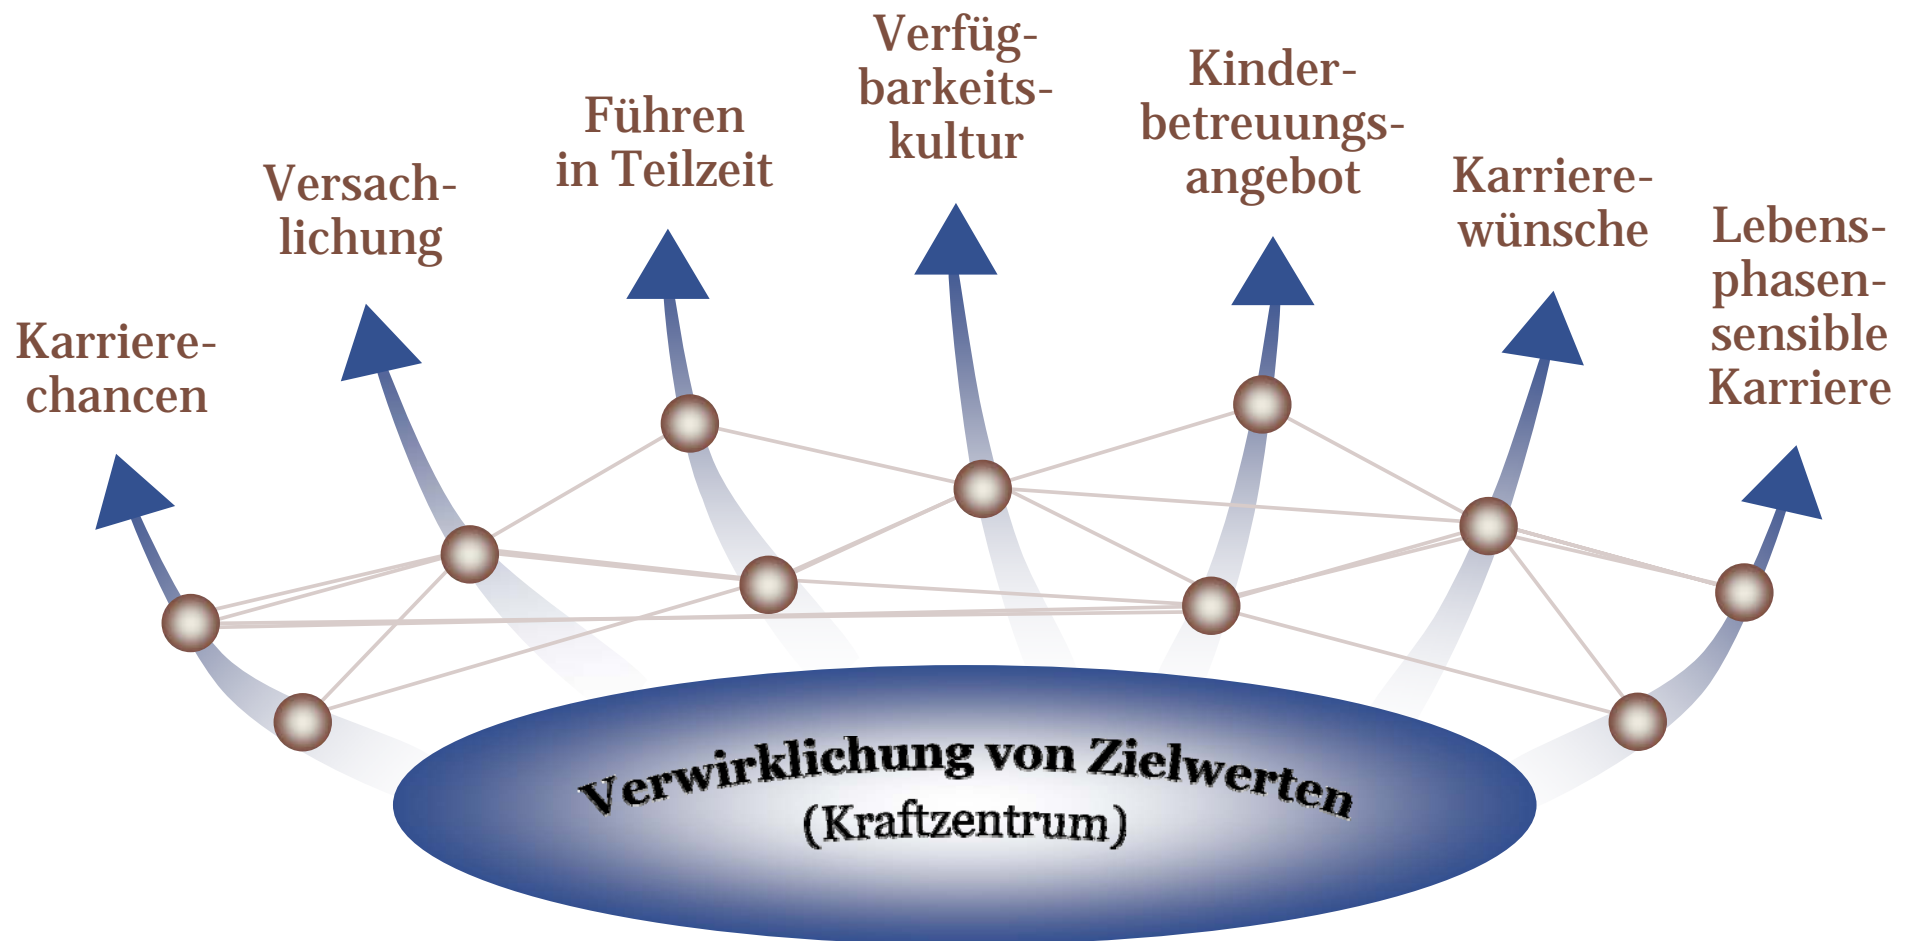 Karriere-
chancen
Versach-
lichung
Führen
in Teilzeit
Verfüg-
barkeits-
kultur
Kinder-
betreuungs-
angebot
Karriere-
wünsche
Lebens-
phasen-
sensible
Karriere
Verwirklichung von Zielwerten
(Kraftzentrum)